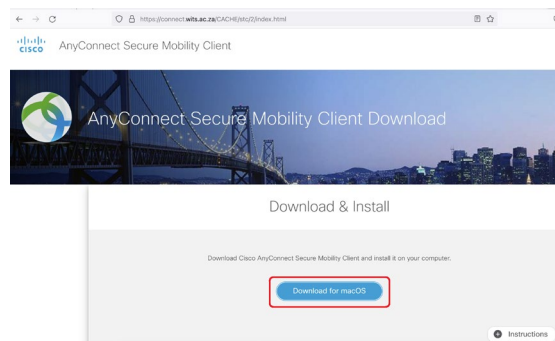 https://connect.wits.ac.za/CACHE/stc/2/index.html
CISCO
AnyConnect Secure Mobility Client
AnyConnect Secure Mobility Client Download
Download & Install
Download Cisco AnyConnect Secure Mobility Client and install it on your computer.
Download for macOS
Instructions